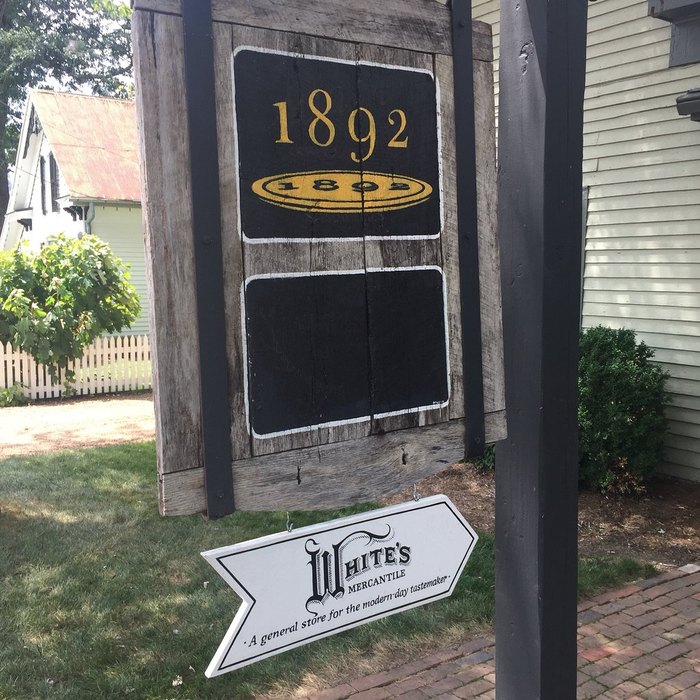 1892
1892
WHITE'S
MERCANTILE
· A general store for the modern-day tastemaker ·